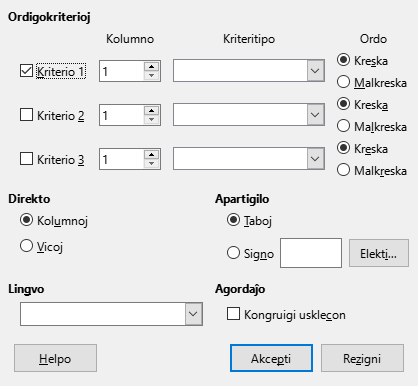 Ordigokriterioj
Kolumno Kriteritipo Ordo
Kriterio 1 1 Kreska
Malkreska
Kriterio 2 1 Kreska
Malkreska
Kriterio 3 1 Kreska
Malkreska
Direkto Apartigilo
Kolumnoj Taboj
Vicoj Signo Elekti...
Lingvo Agordaĵo
Kongruigi usklecon
Helpo Akcepti Rezigni